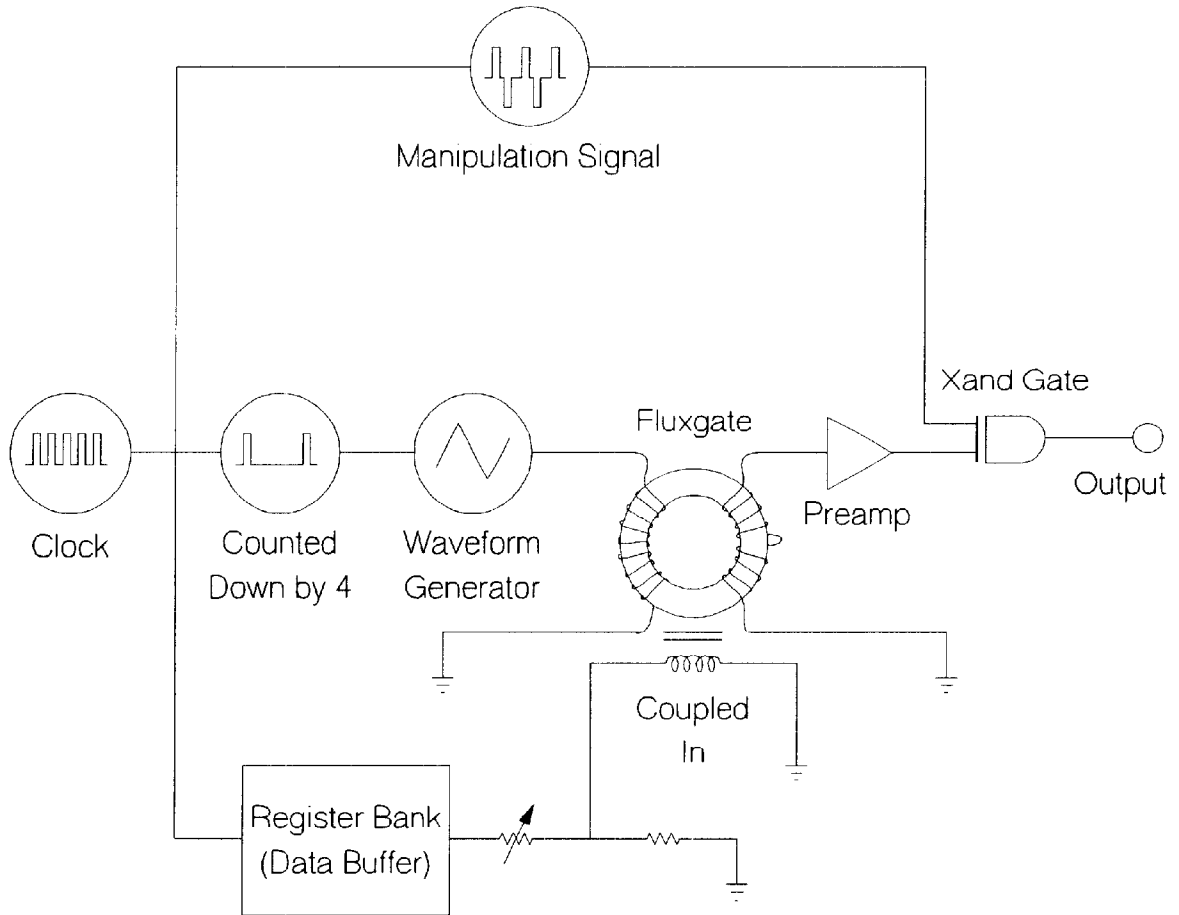 Manipulation Signal
Xand Gate
Fluxgate
Output
Preamp
Clock
Counted
Down by 4
Waveform
Generator
Coupled
In
Register Bank
(Data Buffer)